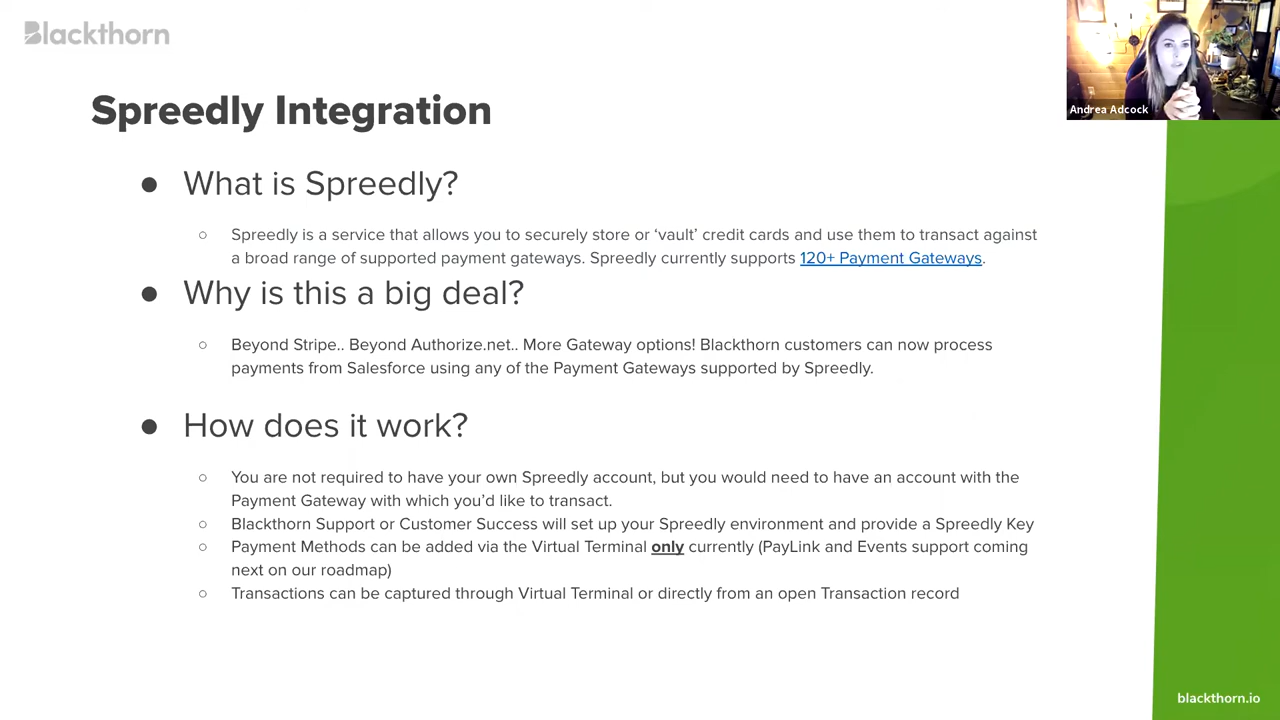 Blackthorn
Andrea Adcock
Spreedly Integration
● What is Spreedly?
○ Spreedly is a service that allows you to securely store or ‘vault’ credit cards and use them to transact against
a broad range of supported payment gateways. Spreedly currently supports 120+ Payment Gateways.
● Why is this a big deal?
○ Beyond Stripe.. Beyond Authorize.net.. More Gateway options! Blackthorn customers can now process
payments from Salesforce using any of the Payment Gateways supported by Spreedly.
● How does it work?
○ You are not required to have your own Spreedly account, but you would need to have an account with the
Payment Gateway with which you’d like to transact.
○ Blackthorn Support or Customer Success will set up your Spreedly environment and provide a Spreedly Key
○ Payment Methods can be added via the Virtual Terminal only currently (PayLink and Events support coming
next on our roadmap)
○ Transactions can be captured through Virtual Terminal or directly from an open Transaction record
blackthorn.io